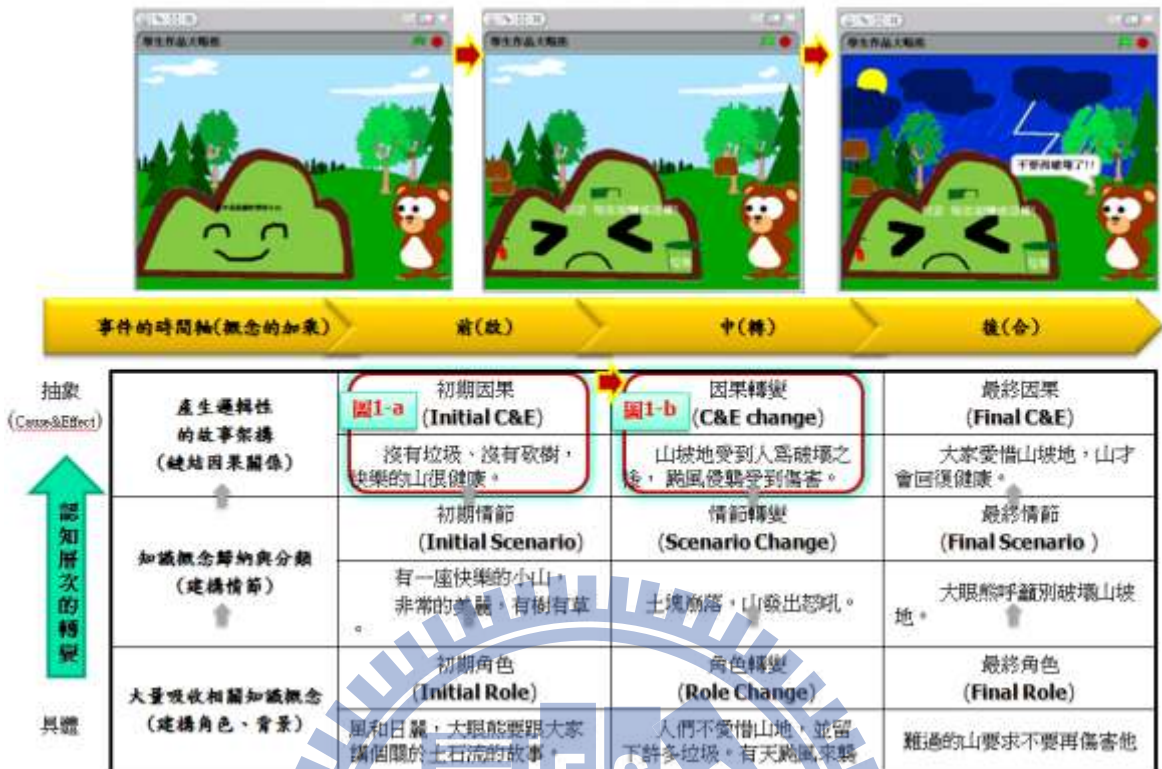 學生作品大暢遊
學生作品大暢遊
學生作品大暢遊
不要再破壞了!!
事件的時間軸(概念的加乘)
前(啟)
中(轉)
後(合)
抽象
(Cause&Effect)
認知層次的轉變
具體
產生邏輯性
的故事架構
(鏈結因果關係)
圖1-a
初期因果
(Initial C&E)
圖1-b
因果轉變
(C&E change)
最終因果
(Final C&E)
沒有垃圾、沒有砍樹,
快樂的山很健康。
山坡地受到人為破壞之
後,颱風侵襲受到傷害。
大家愛惜山坡地,山才
會回復健康。
知識概念歸納與分類
(建構情節)
初期情節
(Initial Scenario)
情節轉變
(Scenario Change)
最終情節
(Final Scenario )
有一座快樂的小山,
非常的美麗,有樹有草
。
土壤崩落,山發出怒吼。
大眼熊呼籲別破壞山坡
地。
大量吸收相關知識概念
(建構角色、背景)
初期角色
(Initial Role)
角色轉變
(Role Change)
最終角色
(Final Role)
風和日麗,大眼熊要跟大家
講個關於土石流的故事。
人們不愛惜山地,並留
下許多垃圾。有天颱風來襲
難過的山要求不要再傷害他